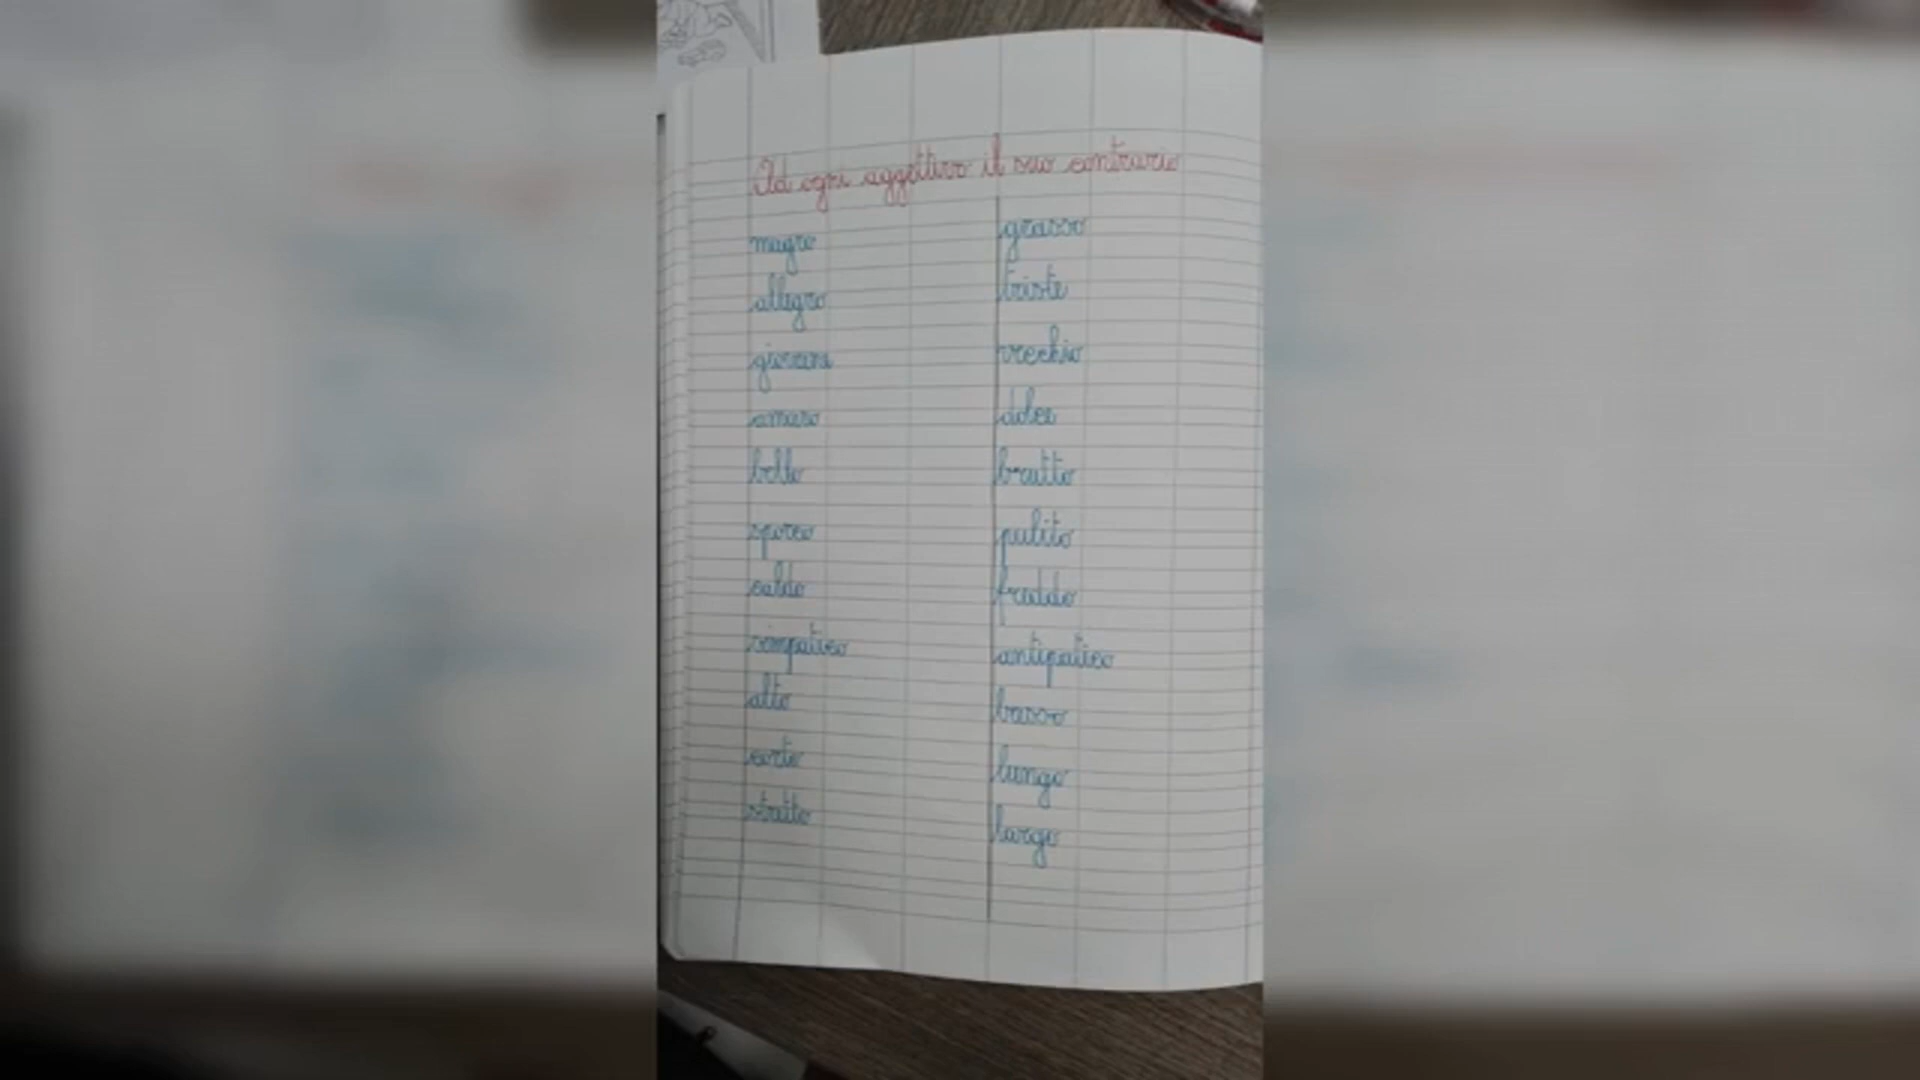 Ad ogni aggettivo il suo contrario
magro grasso
allegro triste
giovane vecchio
amaro dolce
bello brutto
sporco pulito
caldo freddo
simpatico antipatico
alto basso
corto lungo
stretto largo